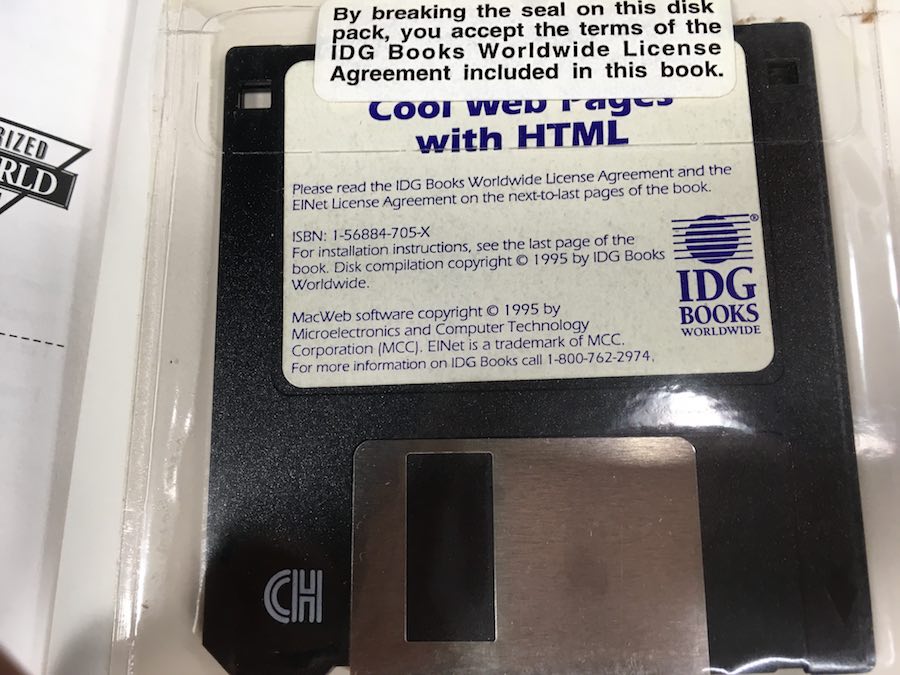 By breaking the seal on this disk
pack, you accept the terms of the
IDG Books Worldwide License
Agreement included in this book.
Cool Web Pages
with HTML
Please read the IDG Books Worldwide License Agreement and the
EINet License Agreement on the next-to-last pages of the book.
ISBN: 1-56884-705-X
For installation instructions, see the last page of the
book. Disk compilation copyright © 1995 by IDG Books
Worldwide.
MacWeb software copyright © 1995 by
Microelectronics and Computer Technology
Corporation (MCC). EINet is a trademark of MCC.
For more information on IDG Books call 1-800-762-2974.
®
IDG
BOOKS
WORLDWIDE
RIZED
RLD
CH